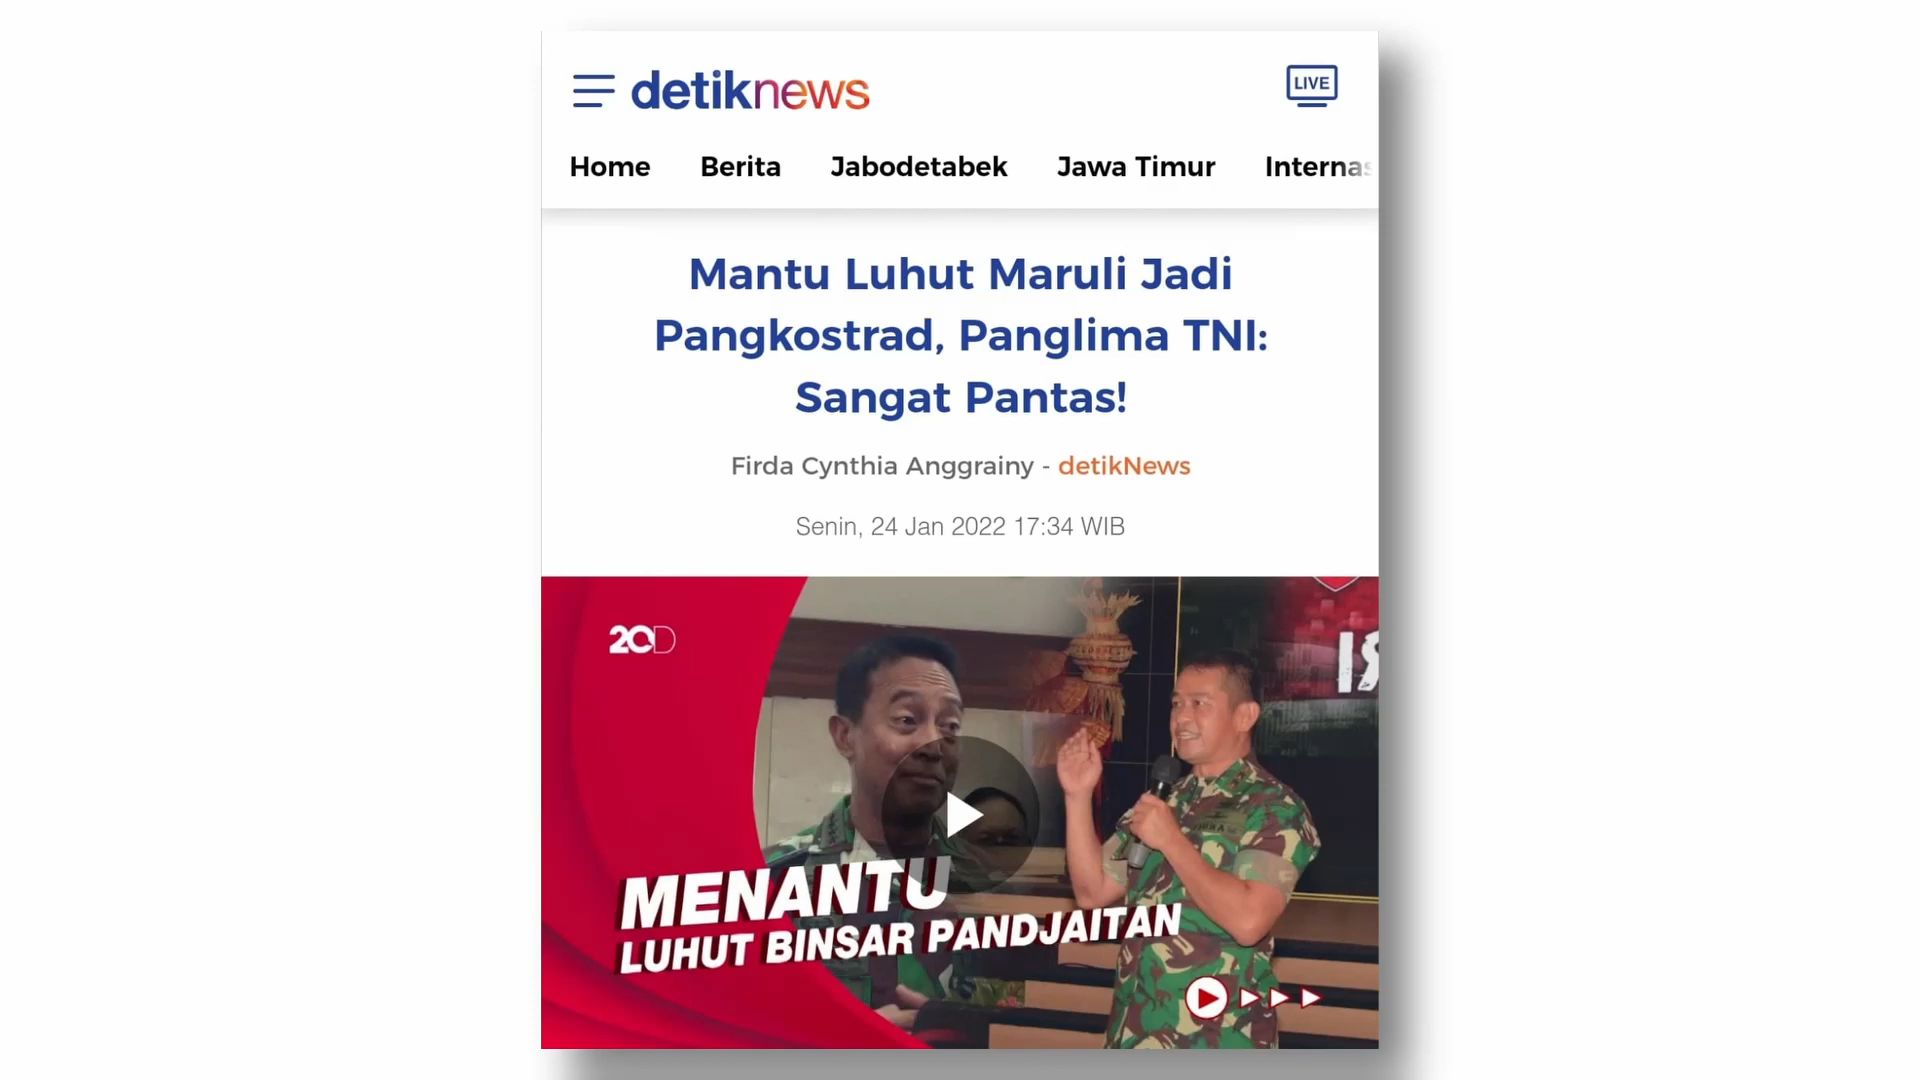 detiknews
LIVE
Home Berita Jabodetabek Jawa Timur Internas
Mantu Luhut Maruli Jadi
Pangkostrad, Panglima TNI:
Sangat Pantas!
Firda Cynthia Anggrainy - detikNews
Senin, 24 Jan 2022 17:34 WIB
20D
MENANTU
LUHUT BINSAR PANDJAITAN